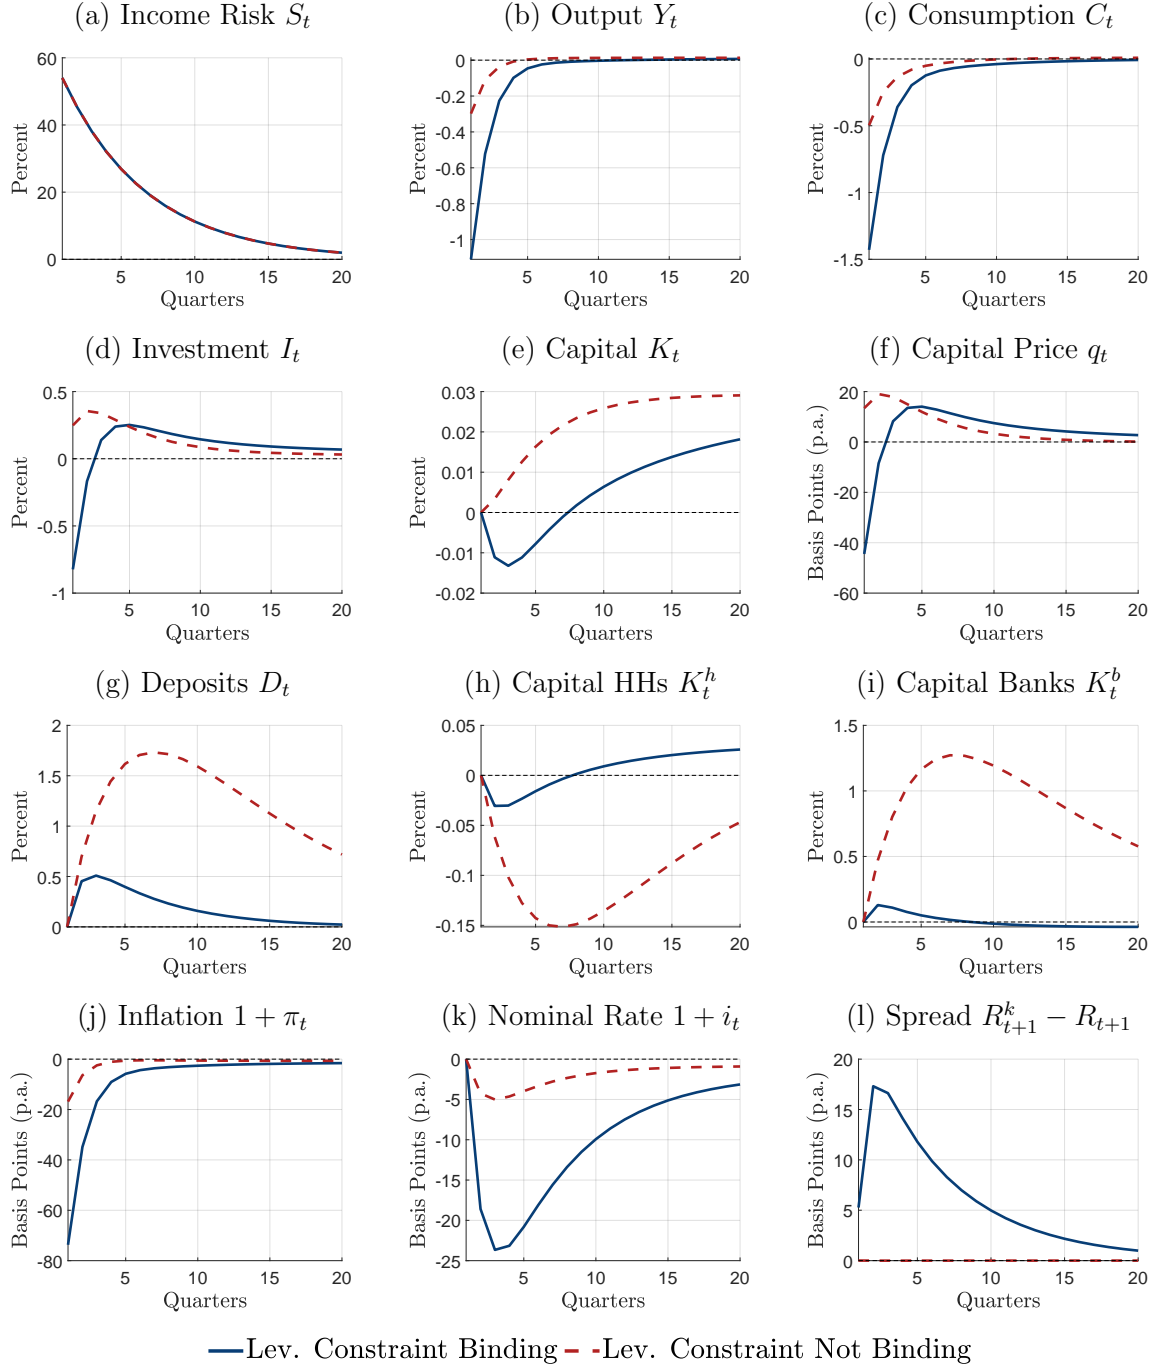 (a) Income Risk S_t
(b) Output Y_t
(c) Consumption C_t
Percent
60
40
20
0
5
10
15
20
Quarters
Percent
0
-0.2
-0.4
-0.6
-0.8
-1
5
10
15
20
Quarters
Percent
0
-0.5
-1
-1.5
5
10
15
20
Quarters
(d) Investment I_t
(e) Capital K_t
(f) Capital Price q_t
Percent
0.5
0
-0.5
-1
5
10
15
20
Quarters
Percent
0.03
0.02
0.01
0
-0.01
-0.02
5
10
15
20
Quarters
Basis Points (p.a.)
20
0
-20
-40
-60
5
10
15
20
Quarters
(g) Deposits D_t
(h) Capital HHs K_t^h
(i) Capital Banks K_t^b
Percent
2
1.5
1
0.5
0
5
10
15
20
Quarters
Percent
0.05
0
-0.05
-0.1
-0.15
5
10
15
20
Quarters
Percent
1.5
1
0.5
0
5
10
15
20
Quarters
(j) Inflation 1 + π_t
(k) Nominal Rate 1 + i_t
(l) Spread R_{t+1}^k − R_{t+1}
Basis Points (p.a.)
0
-20
-40
-60
-80
5
10
15
20
Quarters
Basis Points (p.a.)
0
-5
-10
-15
-20
-25
5
10
15
20
Quarters
Basis Points (p.a.)
20
15
10
5
0
5
10
15
20
Quarters
Lev. Constraint Binding
Lev. Constraint Not Binding